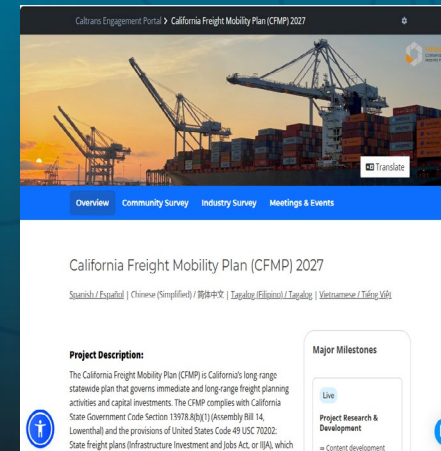 Caltrans Engagement Portal > California Freight Mobility Plan (CFMP) 2027
Translate
Overview Community Survey Industry Survey Meetings & Events
California Freight Mobility Plan (CFMP) 2027
Spanish / Español | Chinese (Simplified) / 简体中文 | Tagalog (Filipino) / Tagalog | Vietnamese / Tiếng Việt
Project Description:
The California Freight Mobility Plan (CFMP) is California's long range
statewide plan that governs immediate and long-range freight planning
activities and capital investments. The CFMP complies with California
State Government Code Section 13978.8(b)(1) (Assembly Bill 14,
Lowenthal) and the provisions of United States Code 49 USC 70202:
State freight plans (Infrastructure Investment and Jobs Act, or IIJA), which
Major Milestones
Live
Project Research &
Development
⇒ Content development